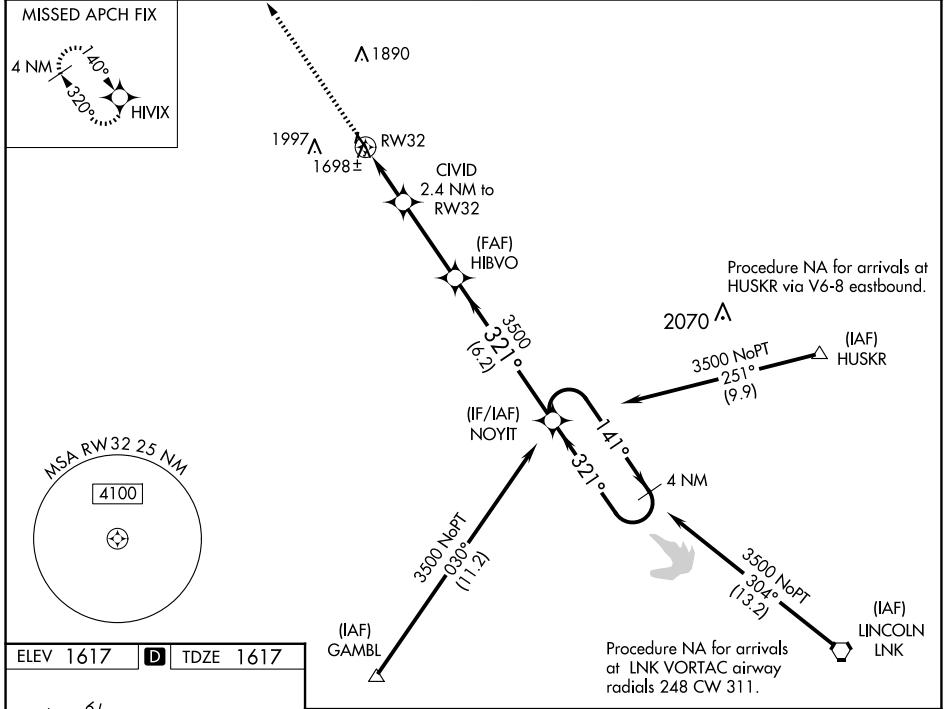 MISSED APCH FIX
4 NM
140°
320°
HIVIX
1890
1997
1698±
RW32
CIVID
2.4 NM to
RW32
(FAF)
HIBVO
Procedure NA for arrivals at
HUSKR via V6-8 eastbound.
2070
(IAF)
HUSKR
3500 NoPT
251°
(9.9)
3500
321°
(6.2)
(IF/IAF)
NOYIT
141°
321°
4 NM
MSA RW32 25 NM
4100
3500 NoPT
030°
(11.2)
3500 NoPT
304°
(13.2)
(IAF)
GAMBL
(IAF)
LINCOLN
LNK
Procedure NA for arrivals
at LNK VORTAC airway
radials 248 CW 311.
ELEV 1617 D TDZE 1617